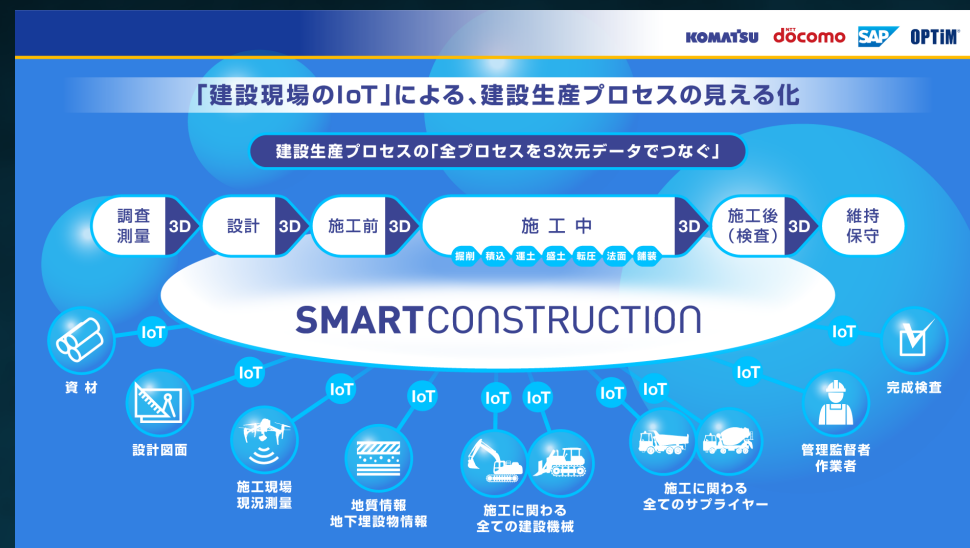 KOMATSU NTT docomo SAP OPTiM
「建設現場のIoT」による、建設生産プロセスの見える化
建設生産プロセスの「全プロセスを3次元データでつなぐ」
調査
測量
3D
設計
3D
施工前
3D
施工中
3D
施工後
(検査)
3D
維持
保守
掘削 積込 運土 盛土 転圧 法面 舗装
SMARTCONSTRUCTION
IoT
資材
IoT
設計図面
IoT
施工現場
現況測量
IoT
地質情報
地下埋設物情報
IoT
IoT
施工に関わる
全ての建設機械
IoT
IoT
施工に関わる
全てのサプライヤー
IoT
管理監督者
作業者
IoT
完成検査